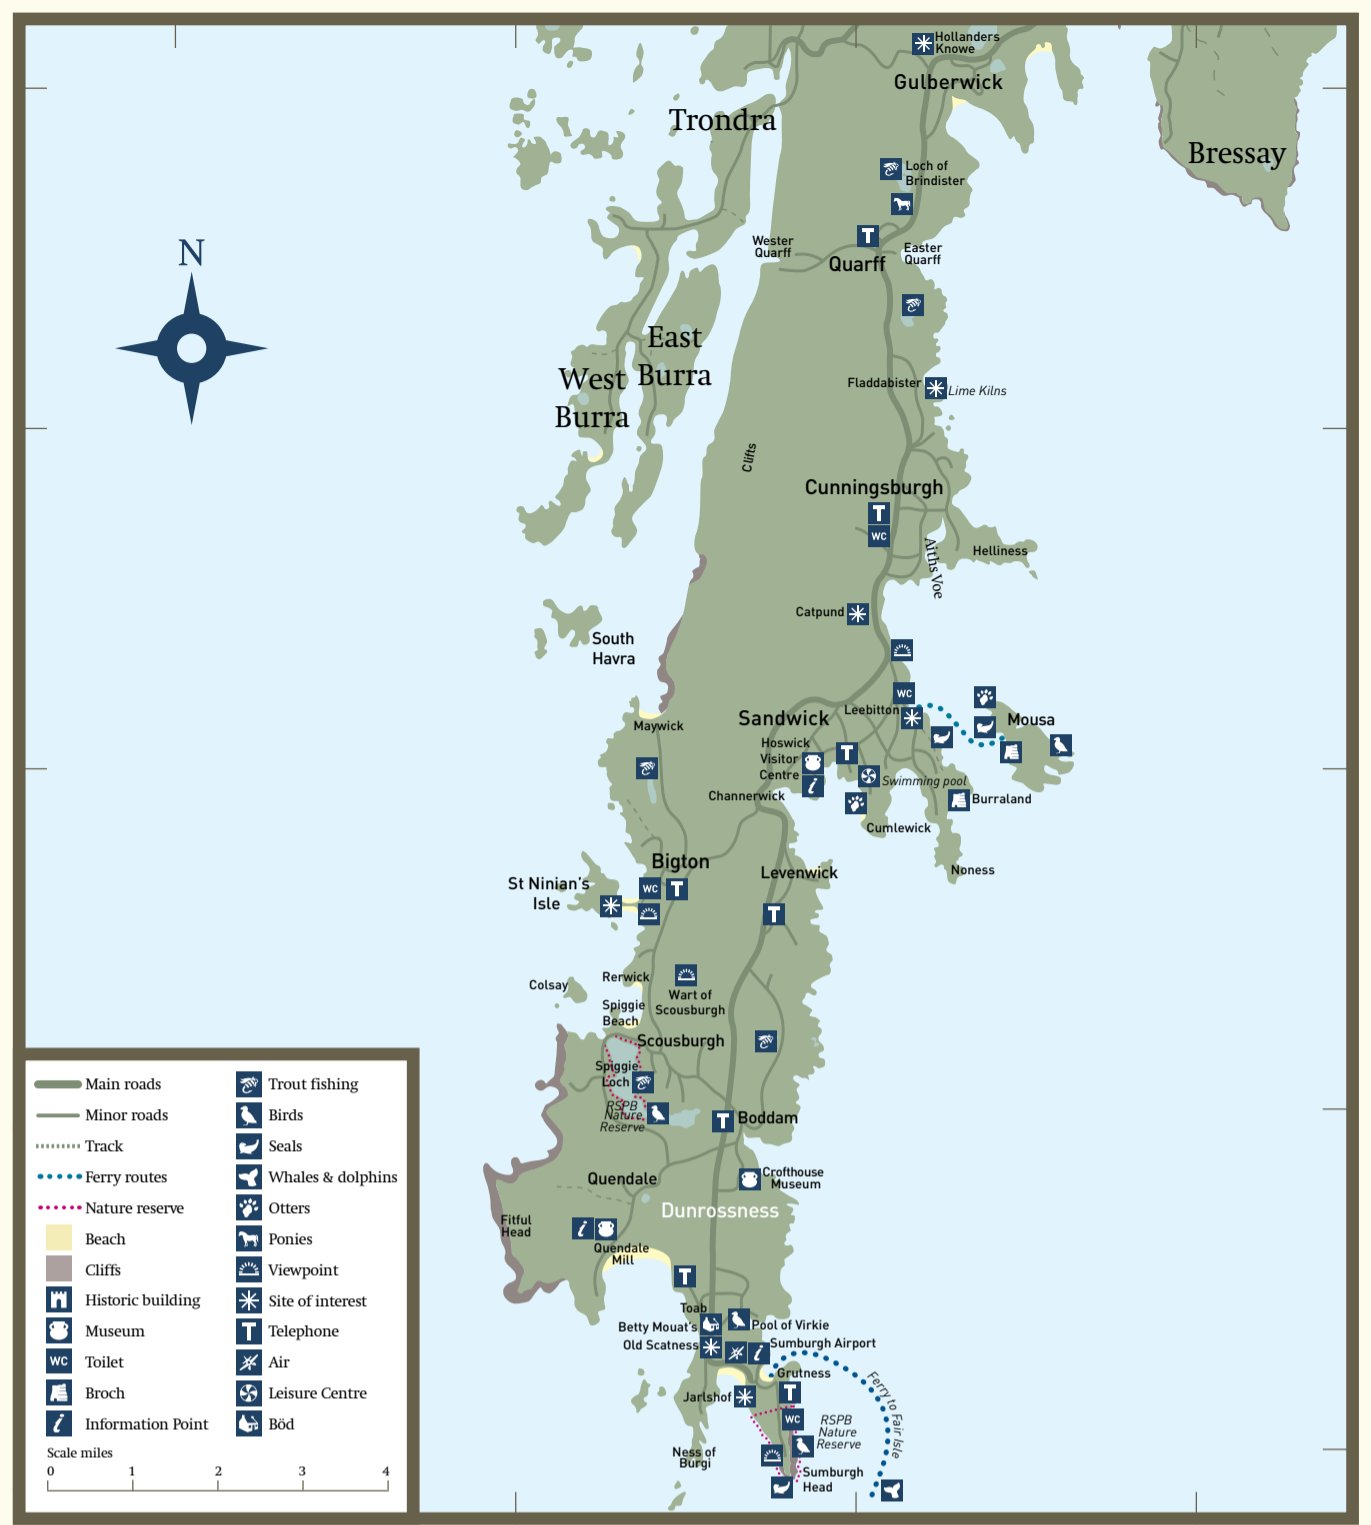 Hollanders
Knowe
Gulberwick
Trondra
Bressay
Loch of
Brindister
N
Wester
Quarff
Quarff
Easter
Quarff
East
Burra
West
Burra
Fladdabister
Lime Kilns
Clifts
Cunningsburgh
WC
Aiths Voe
Helliness
Catpund
South
Havra
WC
Leebitton
Mousa
Sandwick
Maywick
Hoswick
Visitor
Centre
Swimming pool
Channerwick
Burraland
Cumlewick
Noness
Bigton
Levenwick
St Ninian's
Isle
WC
Rerwick
Colsay
Wart of
Scousburgh
Spiggie
Beach
Scousburgh
Spiggie
Loch
RSPB
Nature
Reserve
Boddam
Crofthouse
Museum
Quendale
Dunrossness
Fitful
Head
Quendale
Mill
Toab
Betty Mouat's
Pool of Virkie
Old Scatness
Sumburgh Airport
Grutness
Jarlshof
WC
RSPB
Nature
Reserve
Ferry to Fair Isle
Ness of
Burgi
Sumburgh
Head
Main roads
Minor roads
Track
Ferry routes
Nature reserve
Beach
Cliffs
Historic building
Museum
WC Toilet
Broch
i Information Point
Trout fishing
Birds
Seals
Whales & dolphins
Otters
Ponies
Viewpoint
Site of interest
T Telephone
Air
Leisure Centre
Böd
Scale miles
0 1 2 3 4